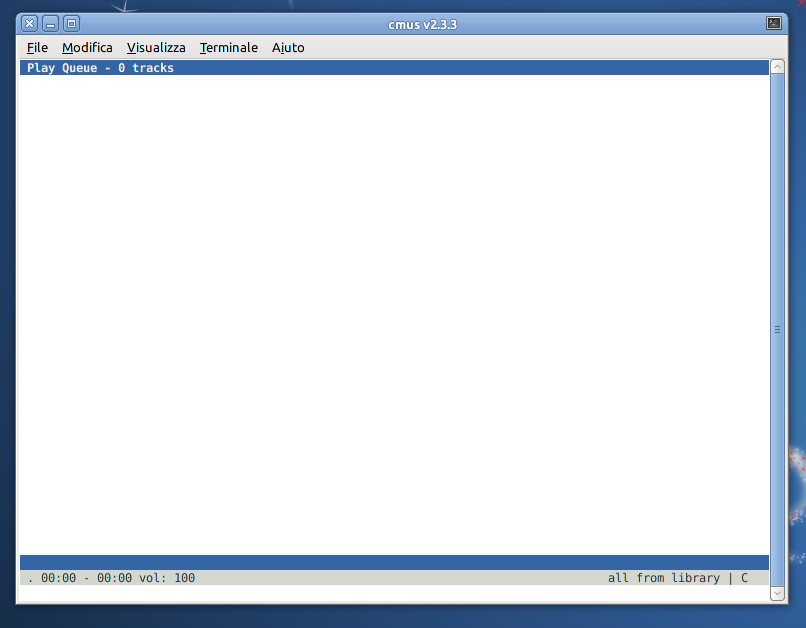 cmus v2.3.3
File Modifica Visualizza Terminale Aiuto
Play Queue - 0 tracks
. 00:00 - 00:00 vol: 100 all from library | C